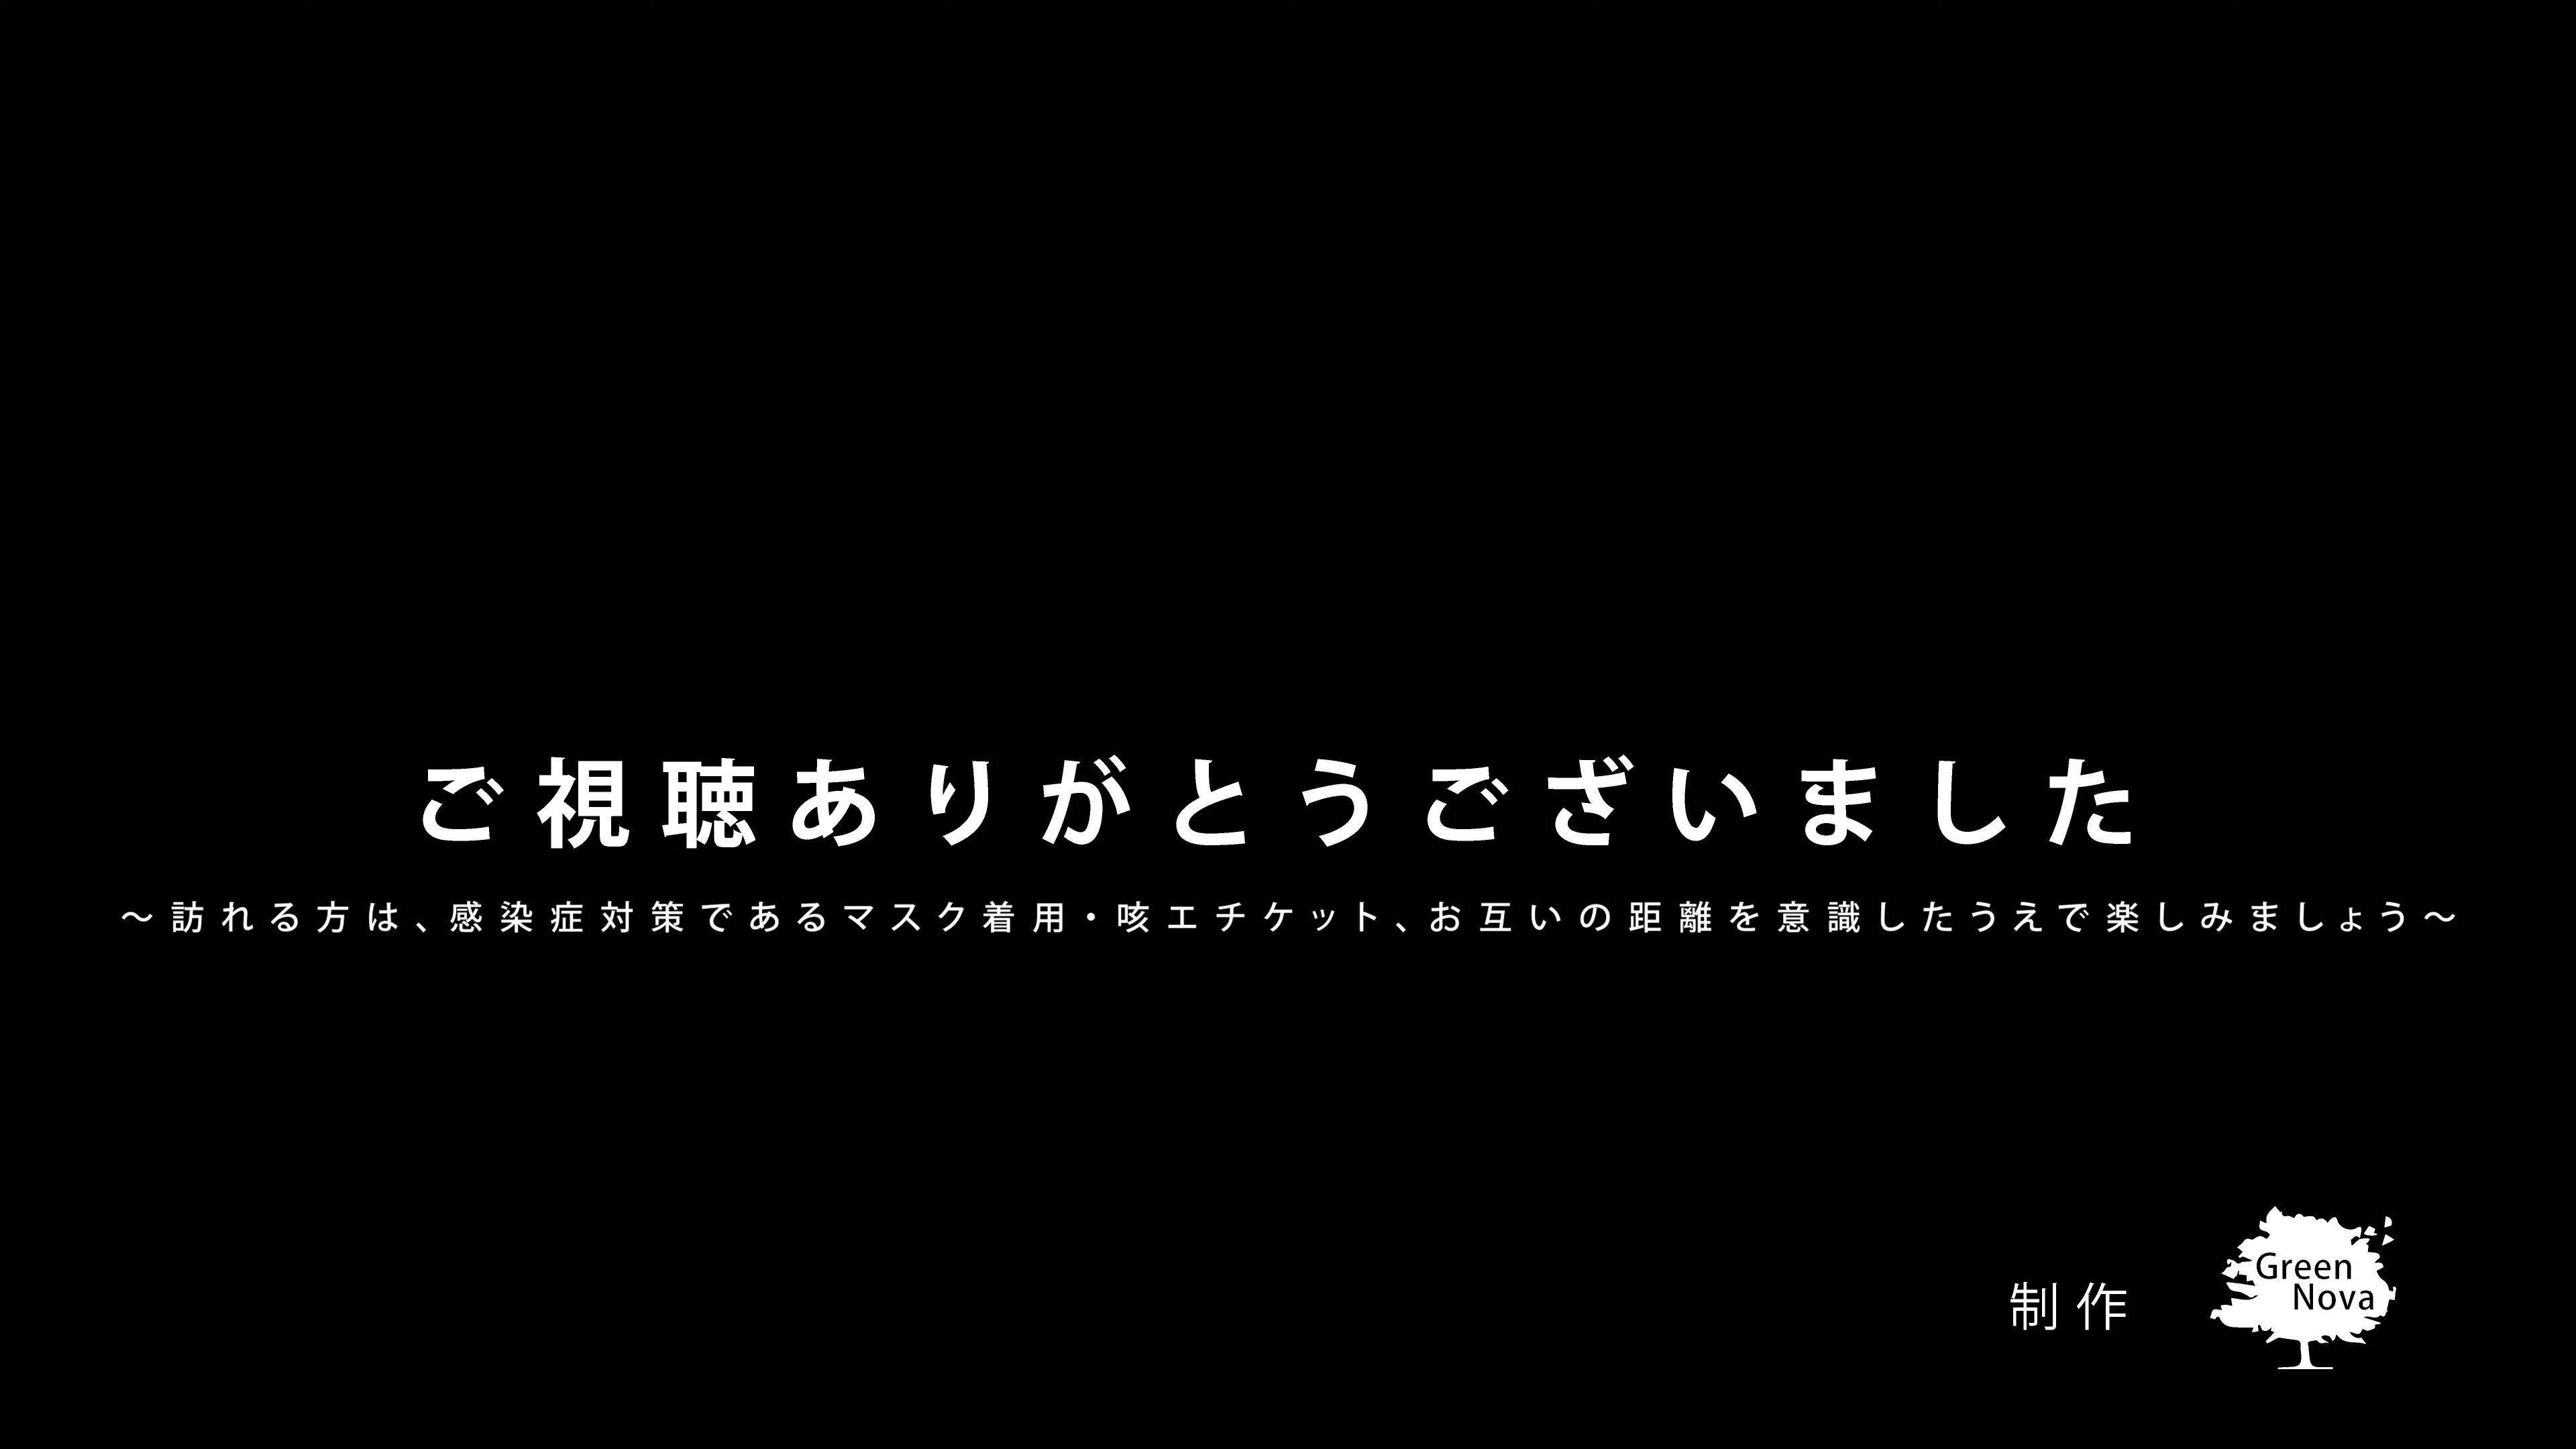 ご視聴ありがとうございました
～訪れる方は、感染症対策であるマスク着用・咳エチケット、お互いの距離を意識したうえで楽しみましょう～
制作
Green
Nova